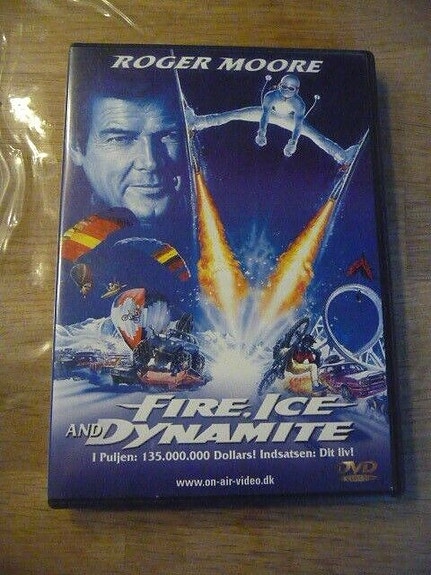 ROGER MOORE
FIRE, ICE
AND DYNAMITE
I Puljen: 135.000.000 Dollars! Indsatsen: Dit liv!
DVD
www.on-air-video.dk